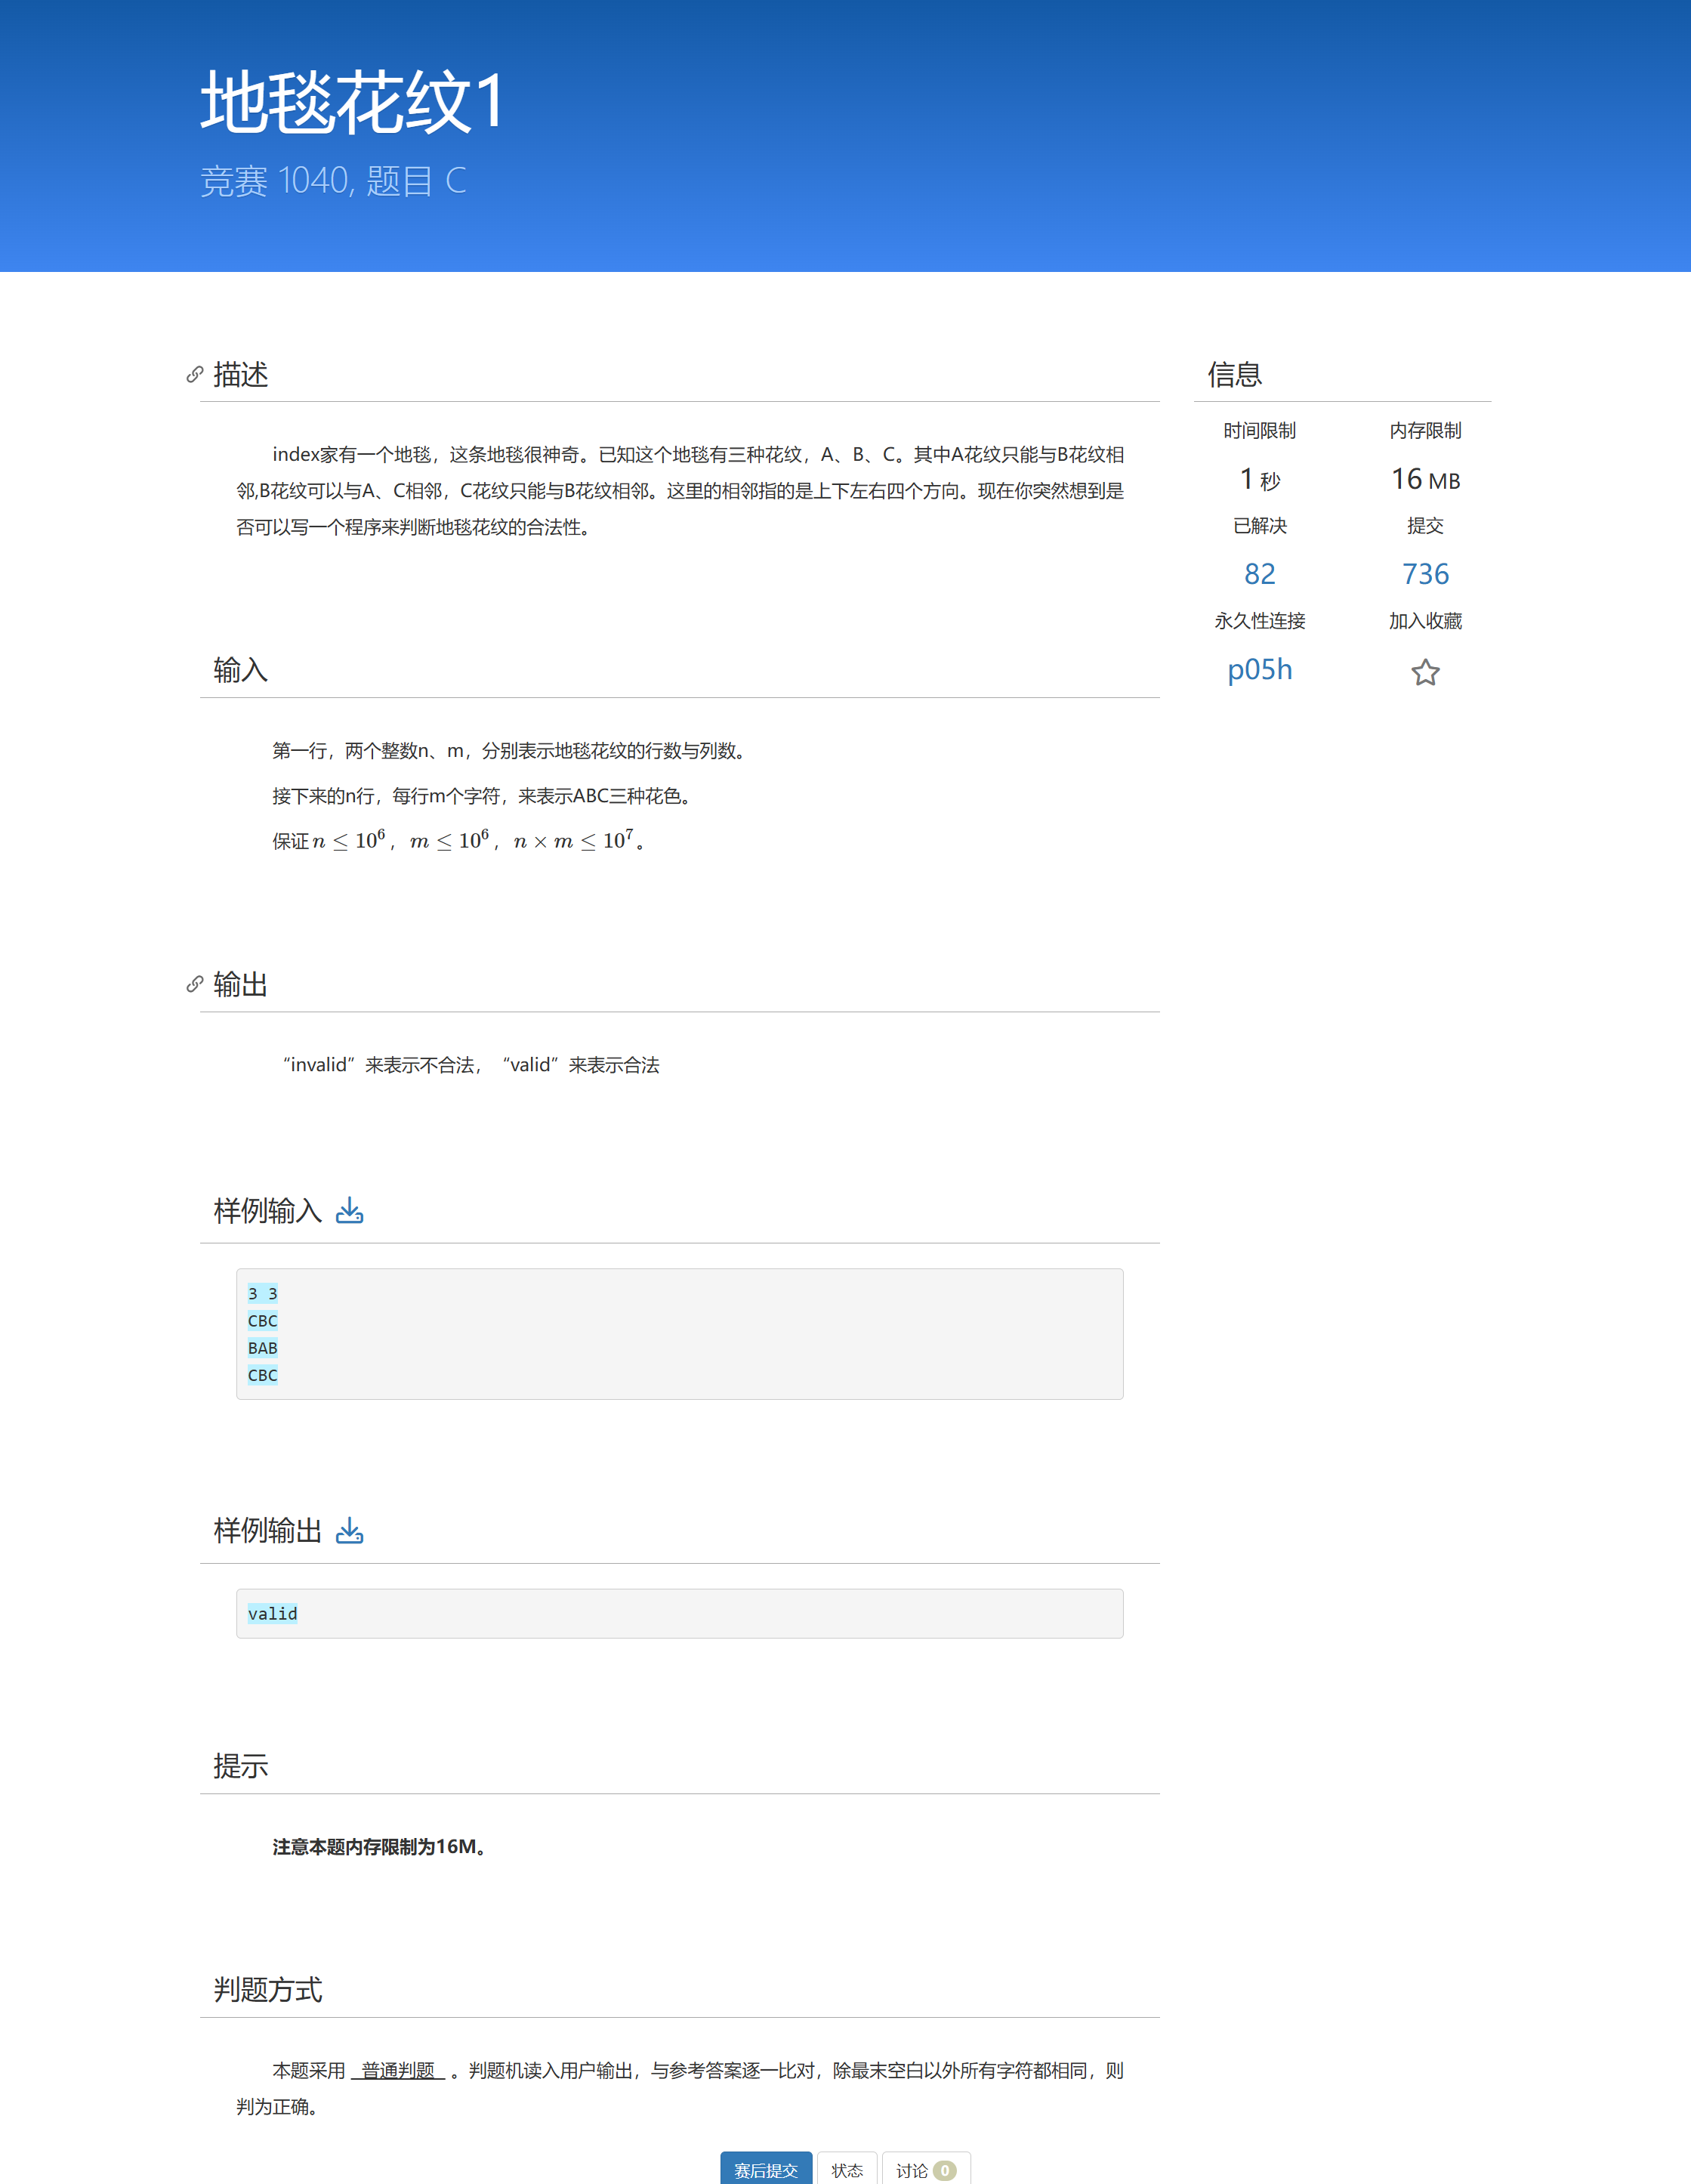 地毯花纹1
竞赛 1040, 题目 C
描述
index家有一个地毯，这条地毯很神奇。已知这个地毯有三种花纹，A、B、C。其中A花纹只能与B花纹相
邻,B花纹可以与A、C相邻，C花纹只能与B花纹相邻。这里的相邻指的是上下左右四个方向。现在你突然想到是
否可以写一个程序来判断地毯花纹的合法性。
输入
第一行，两个整数n、m，分别表示地毯花纹的行数与列数。
接下来的n行，每行m个字符，来表示ABC三种花色。
保证 n ≤ 10⁶， m ≤ 10⁶， n × m ≤ 10⁷。
输出
“invalid”来表示不合法，“valid”来表示合法
样例输入
3 3
CBC
BAB
CBC
样例输出
valid
提示
注意本题内存限制为16M。
判题方式
本题采用 普通判题 。判题机读入用户输出，与参考答案逐一比对，除最末空白以外所有字符都相同，则
判为正确。
信息
时间限制 内存限制
1 秒 16 MB
已解决 提交
82 736
永久性连接 加入收藏
p05h
赛后提交 状态 讨论 0